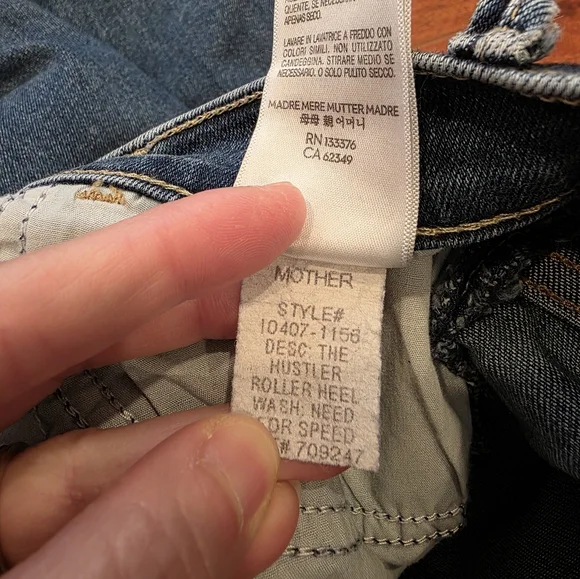 QUENTE, SE NECESSÁRIO
APENAS SECO.
LAVARE IN LAVATRICE A FREDDO CON
COLORI SIMILI. NON UTILIZZATO
CANDEGGINA. STIRARE MEDIO SE
NECESSARIO. O SOLO PULITO SECCO.
MADRE MERE MUTTER MADRE
母母 親 어머니
RN 133376
CA 62349
MOTHER
STYLE#
10407-1156
DESC: THE
HUSTLER
ROLLER HEEL
WASH: NEED
FOR SPEED
# 709247